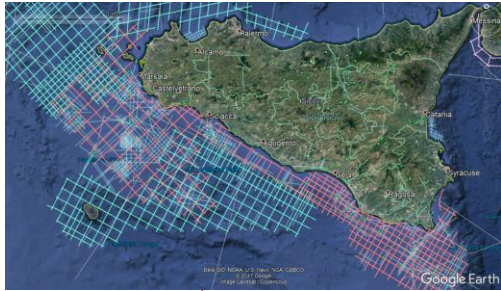 Messina
Palermo
Alcamo
Marsala
Castelvetrano
Sciacca
Catania
Agrigento
Syracuse
Ragusa
Data SIO, NOAA, U.S. Navy, NGA, GEBCO
© 2017 Google
Image Landsat / Copernicus
Google Earth